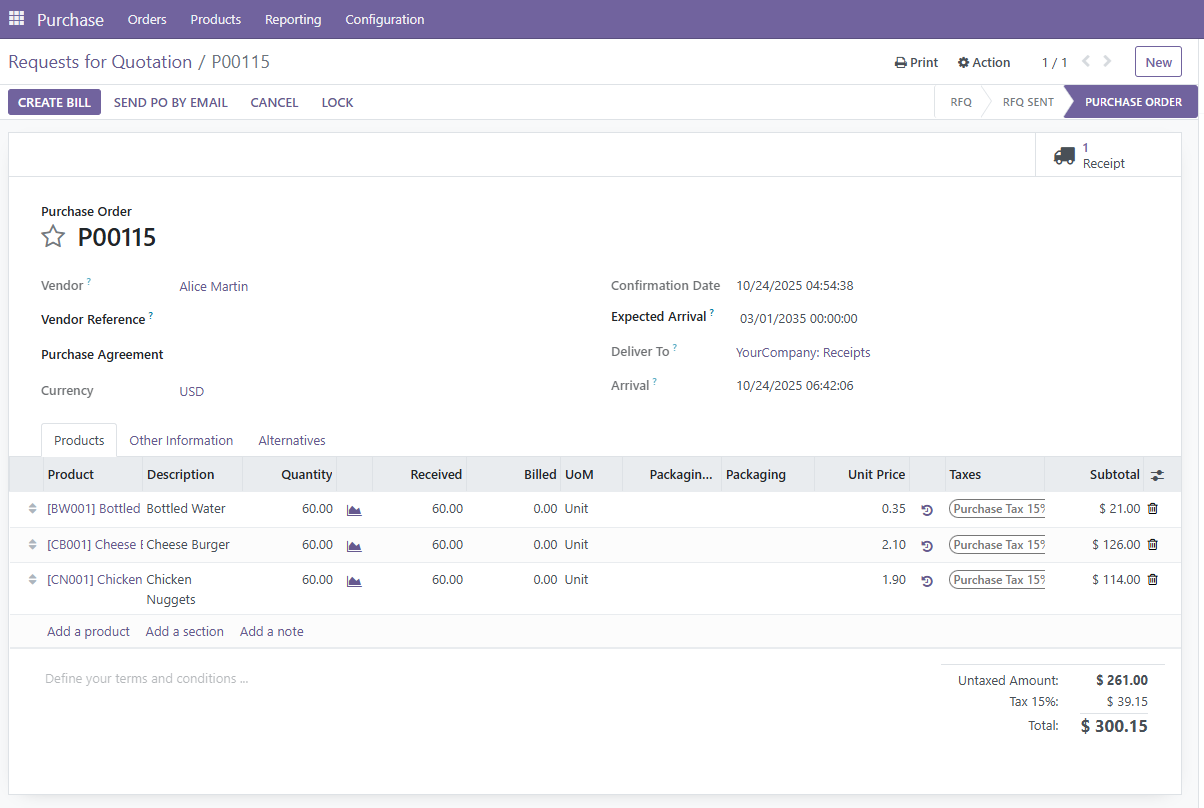 Purchase Orders Products Reporting Configuration
Requests for Quotation / P00115 Print Action 1 / 1 New
CREATE BILL SEND PO BY EMAIL CANCEL LOCK RFQ RFQ SENT PURCHASE ORDER
1
Receipt
Purchase Order
P00115
Vendor ? Alice Martin Confirmation Date 10/24/2025 04:54:38
Vendor Reference ? Expected Arrival ? 03/01/2035 00:00:00
Purchase Agreement Deliver To ? YourCompany: Receipts
Currency USD Arrival ? 10/24/2025 06:42:06
Products Other Information Alternatives
Product Description Quantity Received Billed UoM Packagin... Packaging Unit Price Taxes Subtotal
[BW001] Bottled Bottled Water 60.00 60.00 0.00 Unit 0.35 Purchase Tax 15% $ 21.00
[CB001] Cheese Cheese Burger 60.00 60.00 0.00 Unit 2.10 Purchase Tax 15% $ 126.00
[CN001] Chicken Chicken 60.00 60.00 0.00 Unit 1.90 Purchase Tax 15% $ 114.00
Nuggets
Add a product Add a section Add a note
Define your terms and conditions ...
Untaxed Amount: $ 261.00
Tax 15%: $ 39.15
Total: $ 300.15